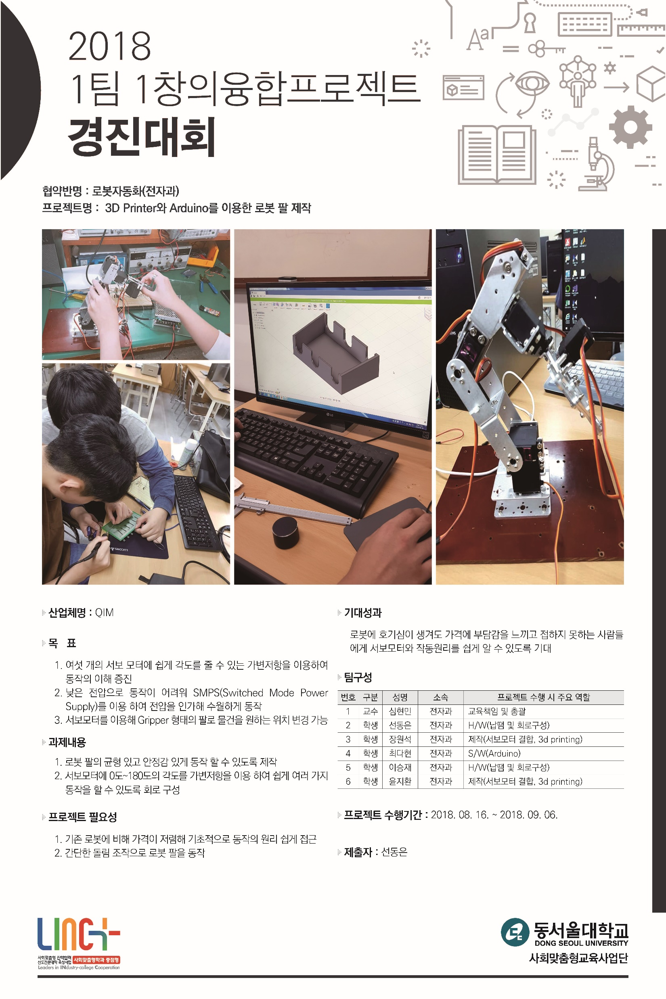 2018
1팀 1창의융합프로젝트
경진대회
Aa
협약반명 : 로봇자동화(전자과)
프로젝트명 : 3D Printer와 Arduino를 이용한 로봇 팔 제작
LG
LUCOMS
산업체명 : QIM
목 표
1. 여섯 개의 서보 모터에 쉽게 각도를 줄 수 있는 가변저항을 이용하여
동작의 이해 증진
2. 낮은 전압으로 동작이 어려워 SMPS(Switched Mode Power
Supply)를 이용 하여 전압을 인가해 수월하게 동작
3. 서보모터를 이용해 Gripper 형태의 팔로 물건을 원하는 위치 변경 가능
과제내용
1. 로봇 팔의 균형 있고 안정감 있게 동작 할 수 있도록 제작
2. 서보모터에 0도~180도의 각도를 가변저항을 이용 하여 쉽게 여러 가지
동작을 할 수 있도록 회로 구성
프로젝트 필요성
1. 기존 로봇에 비해 가격이 저렴해 기초적으로 동작의 원리 쉽게 접근
2. 간단한 돌림 조작으로 로봇 팔을 동작
기대성과
로봇에 호기심이 생겨도 가격에 부담감을 느끼고 접하지 못하는 사람들
에게 서보모터와 작동원리를 쉽게 알 수 있도록 기대
팀구성
번호 구분 성명 소속 프로젝트 수행 시 주요 역할
1 교수 심현민 전자과 교육책임 및 총괄
2 학생 선동은 전자과 H/W(납땜 및 회로구성)
3 학생 장원석 전자과 제작(서보모터 결합, 3d printing)
4 학생 최다현 전자과 S/W(Arduino)
5 학생 이승재 전자과 H/W(납땜 및 회로구성)
6 학생 윤지환 전자과 제작(서보모터 결합, 3d printing)
프로젝트 수행기간 : 2018. 08. 16. ~ 2018. 09. 06.
제출자 : 선동은
LINC+
사회맞춤형 산학협력
선도전문대학 육성사업 사회맞춤형학과 중점형
Leaders in INdustry-college Cooperation
동서울대학교
DONG SEOUL UNIVERSITY
사회맞춤형교육사업단